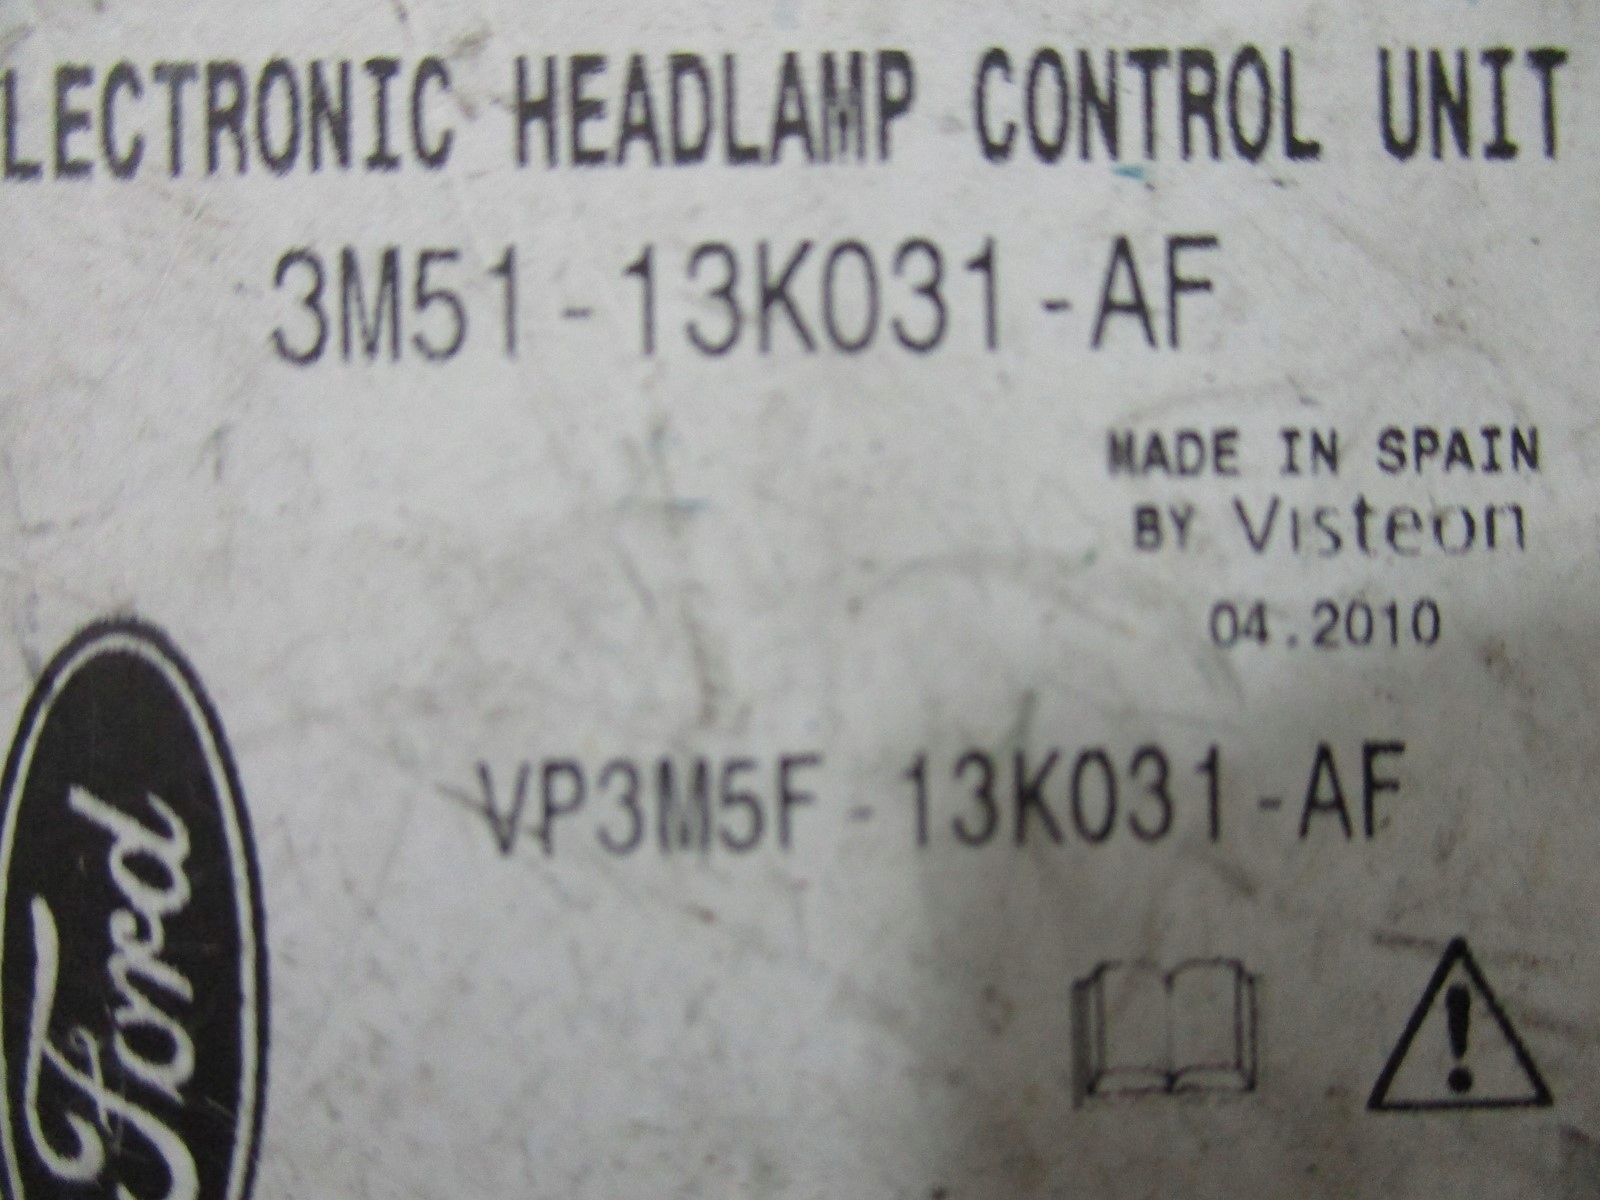 LECTRONIC HEADLAMP CONTROL UNIT
3M51-13K031-AF
MADE IN SPAIN
BY Visteon
04.2010
VP3M5F-13K031-AF
Ford